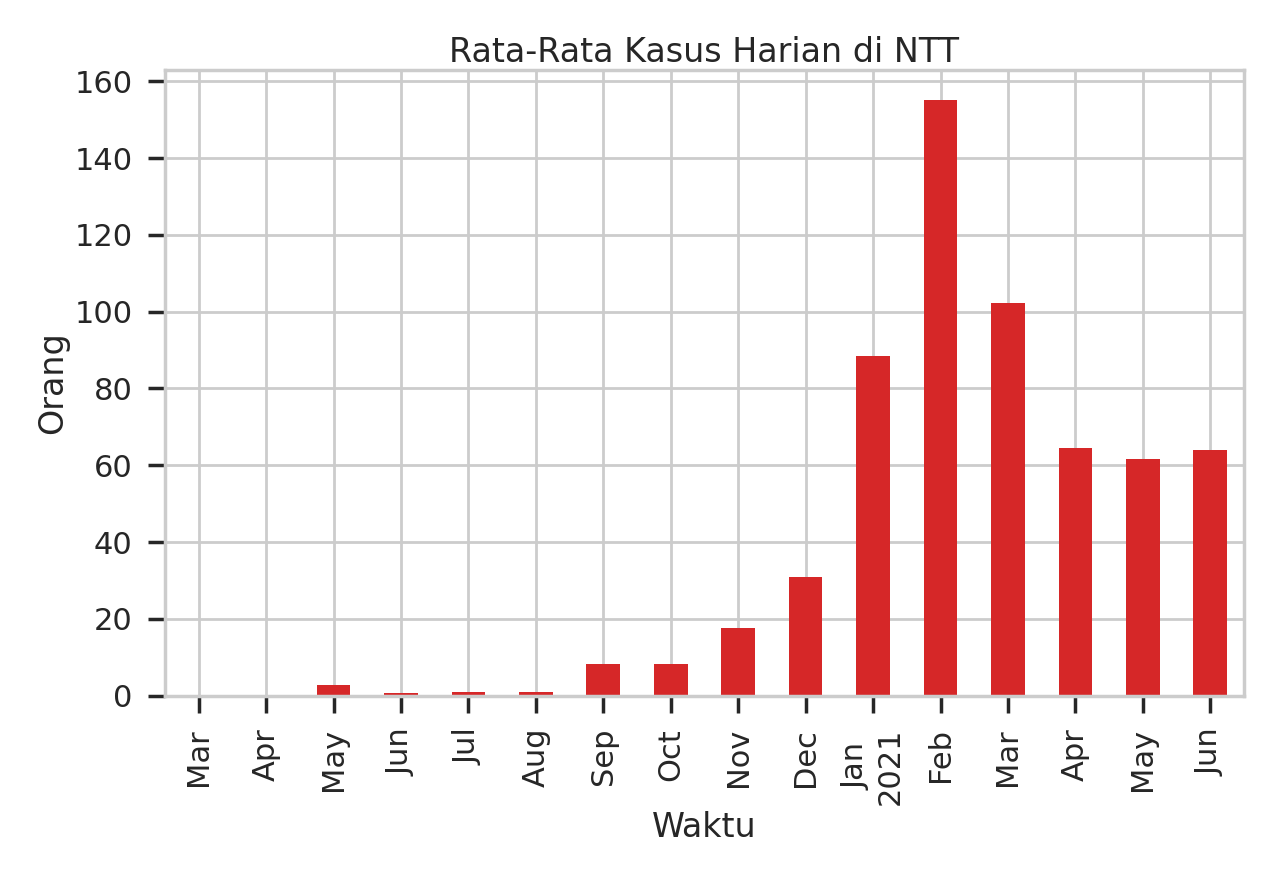 Rata-Rata Kasus Harian di NTT
160
140
120
100
80
60
40
20
0
Orang
Mar
Apr
May
Jun
Jul
Aug
Sep
Oct
Nov
Dec
Jan
2021
Feb
Mar
Apr
May
Jun
Waktu